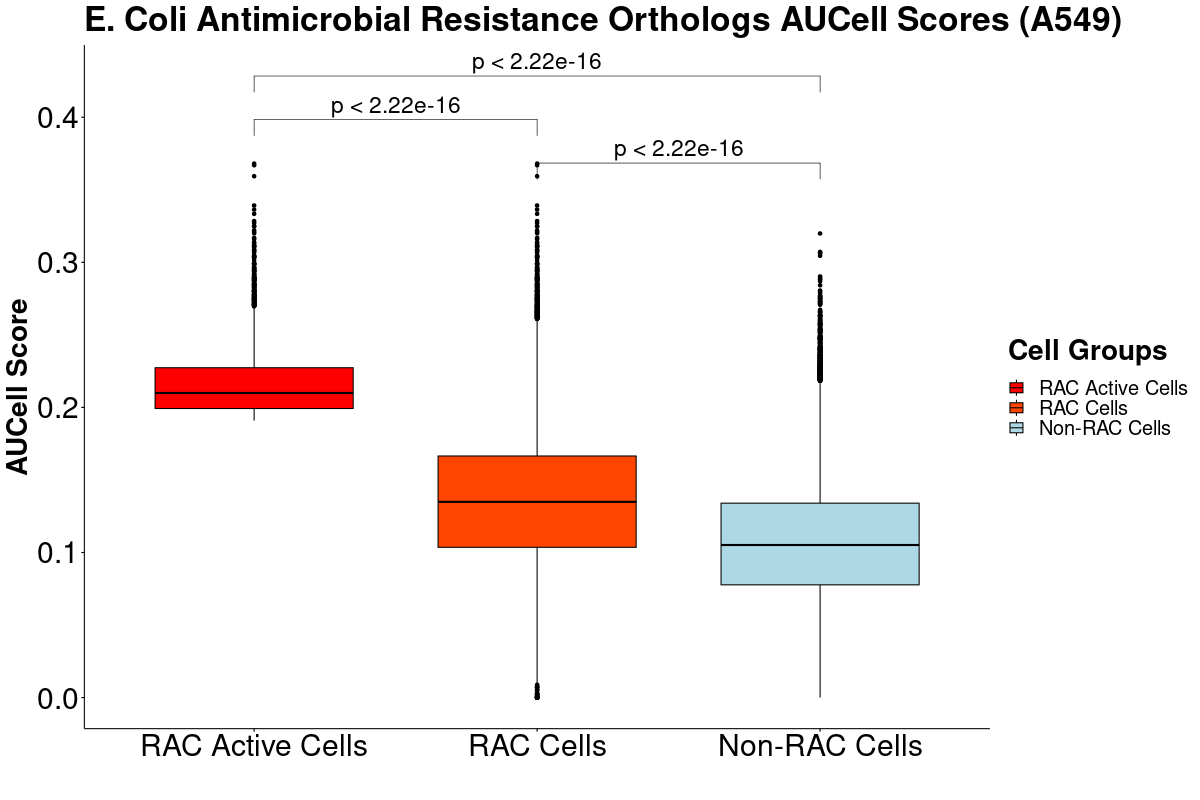 E. Coli Antimicrobial Resistance Orthologs AUCell Scores (A549)
p < 2.22e-16
p < 2.22e-16
p < 2.22e-16
0.4
0.3
0.2
0.1
0.0
AUCell Score
RAC Active Cells
RAC Cells
Non-RAC Cells
Cell Groups
RAC Active Cells
RAC Cells
Non-RAC Cells